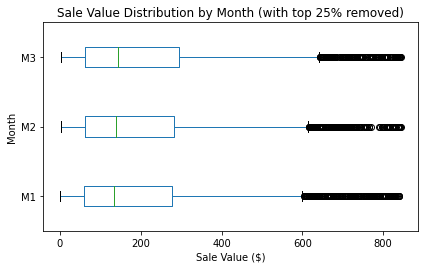 Sale Value Distribution by Month (with top 25% removed)
M3
M2
M1
Month
0 200 400 600 800
Sale Value ($)